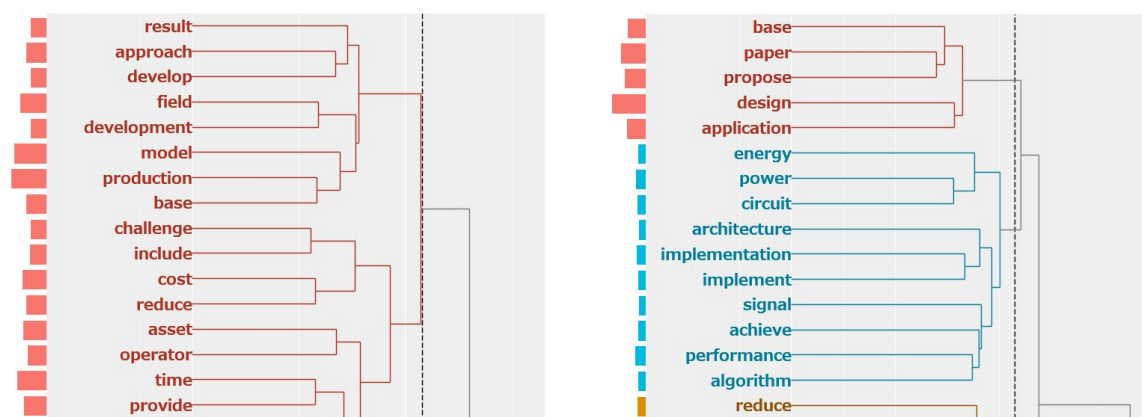 result
approach
develop
field
development
model
production
base
challenge
include
cost
reduce
asset
operator
time
provide
base
paper
propose
design
application
energy
power
circuit
architecture
implementation
implement
signal
achieve
performance
algorithm
reduce